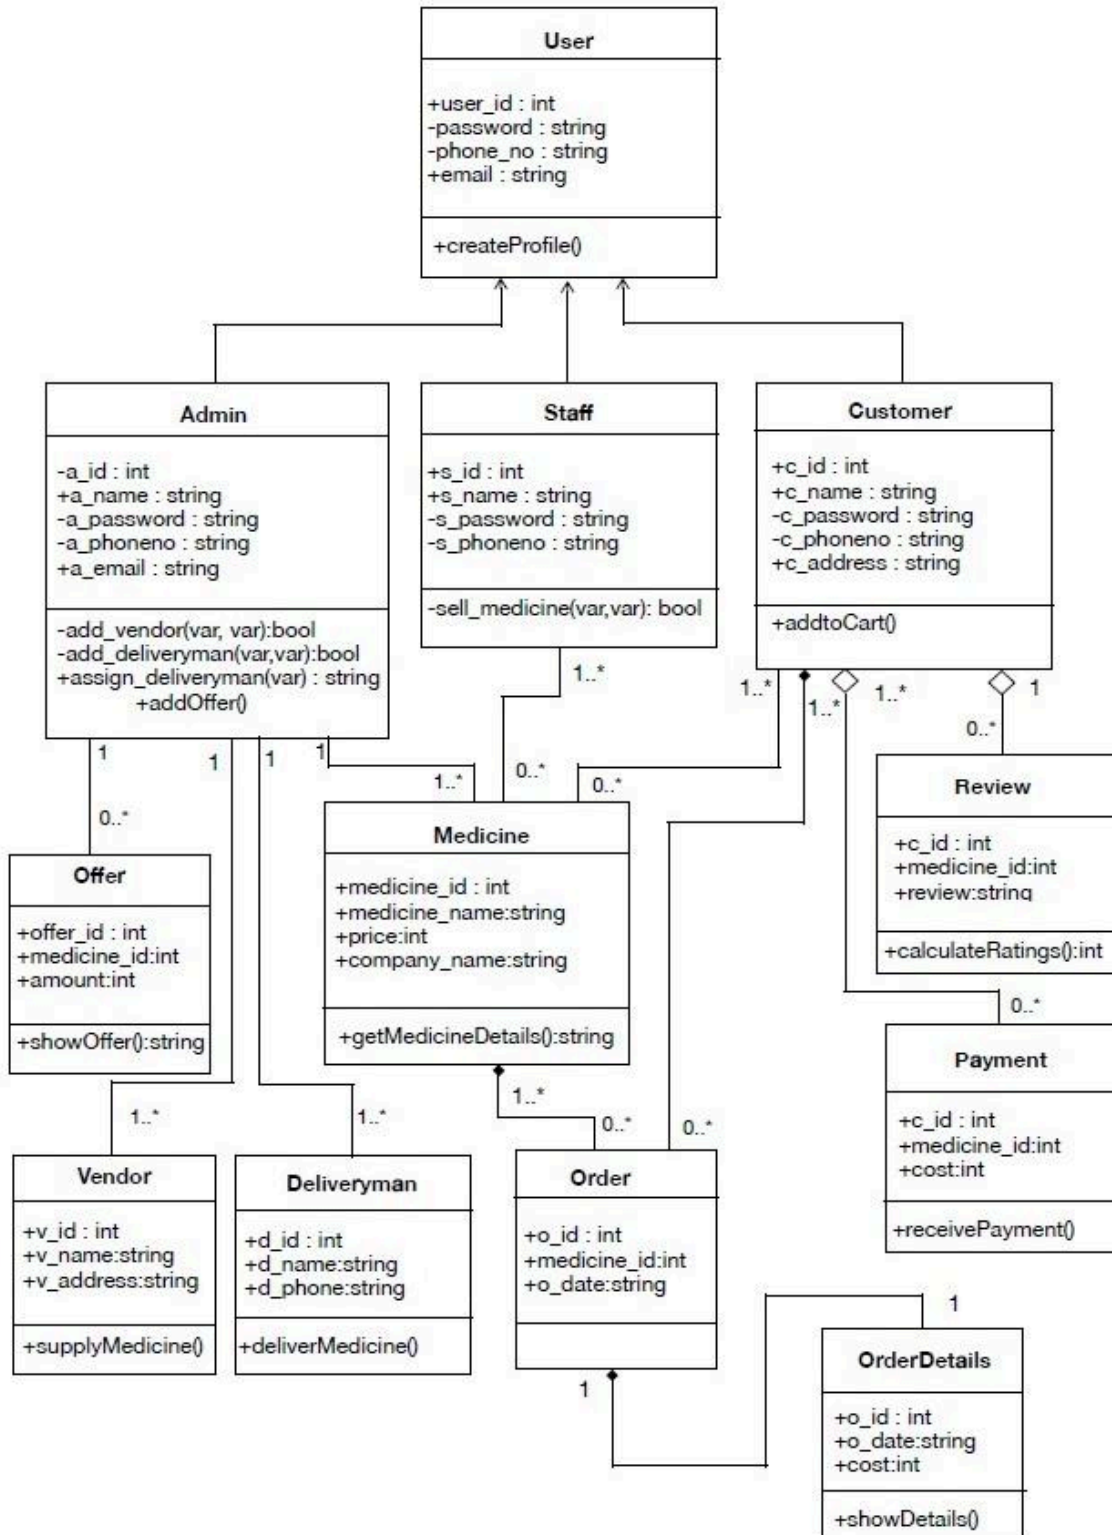 User
+user_id : int
-password : string
-phone_no : string
+email : string
+createProfile()
Admin
-a_id : int
+a_name : string
-a_password : string
-a_phoneno : string
+a_email : string
-add_vendor(var, var):bool
-add_deliveryman(var,var):bool
+assign_deliveryman(var) : string
+addOffer()
Staff
+s_id : int
+s_name : string
-s_password : string
-s_phoneno : string
-sell_medicine(var,var): bool
Customer
+c_id : int
+c_name : string
-c_password : string
-c_phoneno : string
+c_address : string
+addtoCart()
1..*
1..*
1..*
1..*
1
1
1
1
1
0..*
1..*
0..*
0..*
0..*
Review
+c_id : int
+medicine_id:int
+review:string
+calculateRatings():int
Medicine
+medicine_id : int
+medicine_name:string
+price:int
+company_name:string
+getMedicineDetails():string
Offer
+offer_id : int
+medicine_id:int
+amount:int
+showOffer():string
0..*
Payment
+c_id : int
+medicine_id:int
+cost:int
+receivePayment()
1..*
1..*
1..*
0..*
0..*
Vendor
+v_id : int
+v_name:string
+v_address:string
+supplyMedicine()
Deliveryman
+d_id : int
+d_name:string
+d_phone:string
+deliverMedicine()
Order
+o_id : int
+medicine_id:int
+o_date:string
1
1
OrderDetails
+o_id : int
+o_date:string
+cost:int
+showDetails()